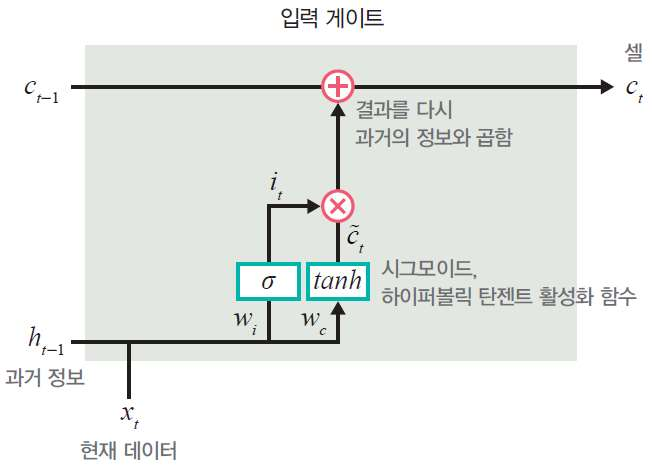 입력 게이트
셀
c_{t-1}
+
c_t
결과를 다시
과거의 정보와 곱함
i_t
×
c̃_t
σ
tanh
시그모이드,
하이퍼볼릭 탄젠트 활성화 함수
w_i
w_c
h_{t-1}
과거 정보
x_t
현재 데이터